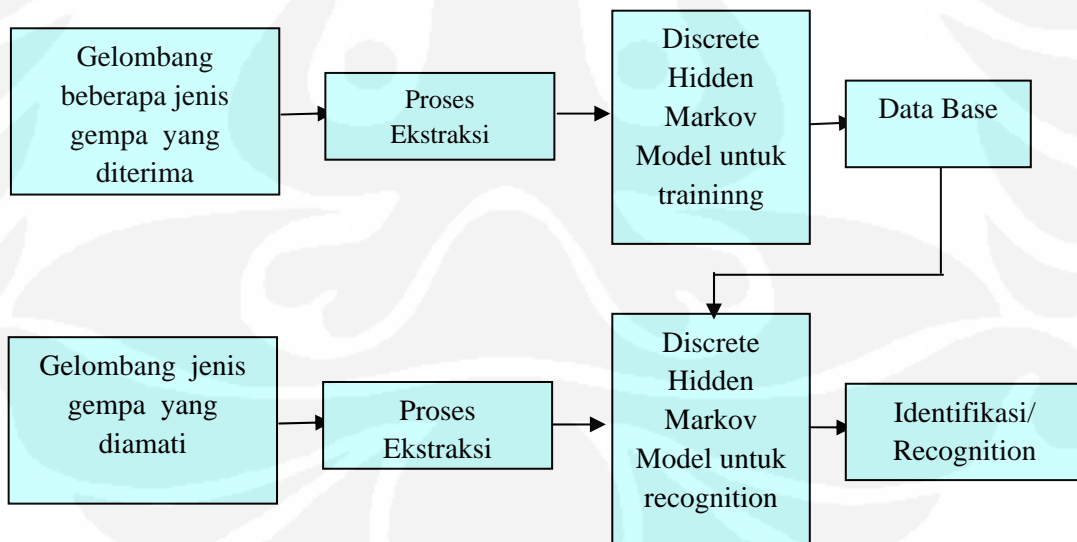 Gelombang
beberapa jenis
gempa yang
diterima
Proses
Ekstraksi
Discrete
Hidden
Markov
Model untuk
traininng
Data Base
Gelombang jenis
gempa yang
diamati
Proses
Ekstraksi
Discrete
Hidden
Markov
Model untuk
recognition
Identifikasi/
Recognition